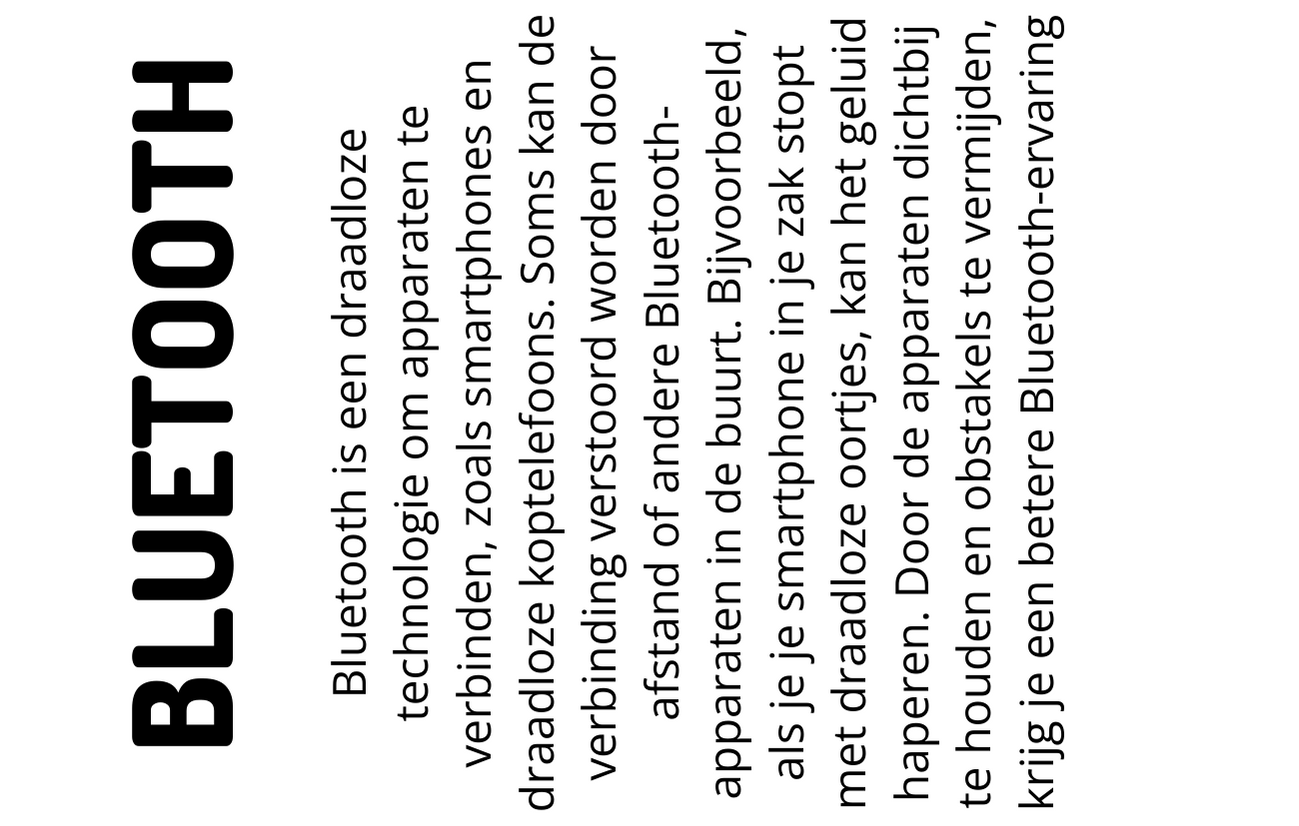 BLUETOOTH
Bluetooth is een draadloze
technologie om apparaten te
verbinden, zoals smartphones en
draadloze koptelefoons. Soms kan de
verbinding verstoord worden door
afstand of andere Bluetooth-
apparaten in de buurt. Bijvoorbeeld,
als je je smartphone in je zak stopt
met draadloze oortjes, kan het geluid
haperen. Door de apparaten dichtbij
te houden en obstakels te vermijden,
krijg je een betere Bluetooth-ervaring